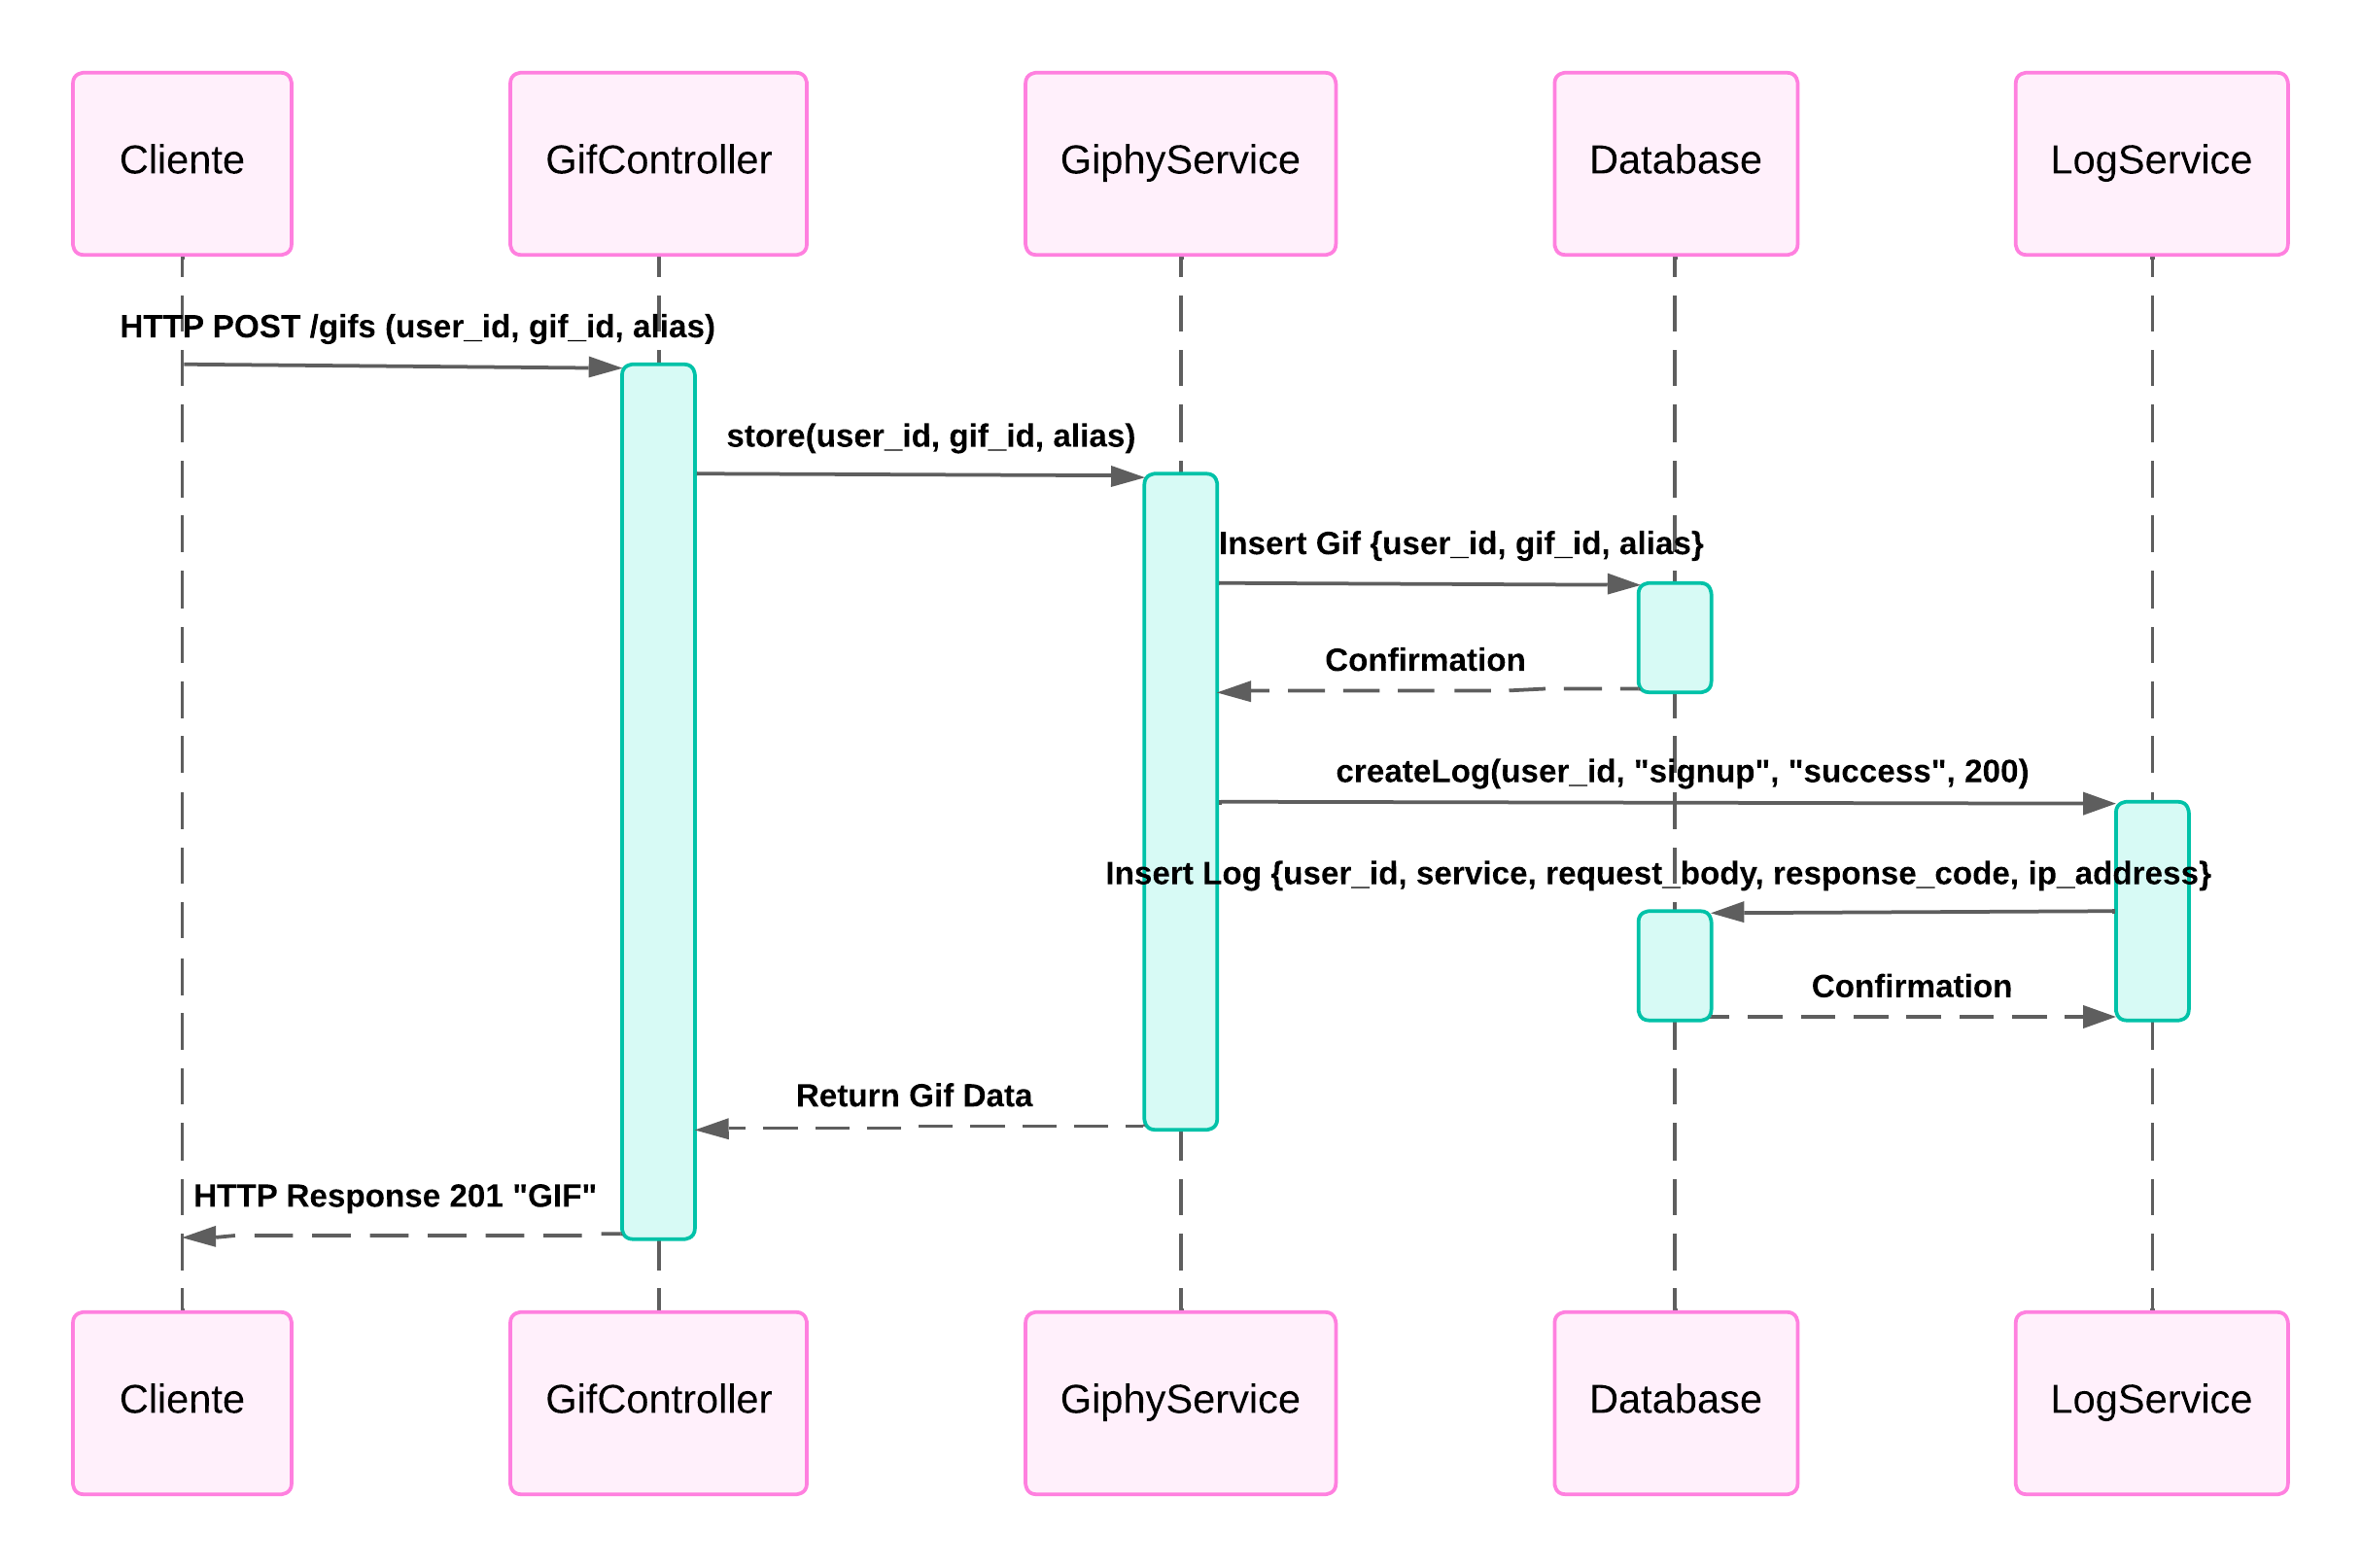 Cliente
GifController
GiphyService
Database
LogService
HTTP POST /gifs (user_id, gif_id, alias)
store(user_id, gif_id, alias)
Insert Gif {user_id, gif_id, alias}
Confirmation
createLog(user_id, "signup", "success", 200)
Insert Log {user_id, service, request_body, response_code, ip_address}
Confirmation
Return Gif Data
HTTP Response 201 "GIF"
Cliente
GifController
GiphyService
Database
LogService